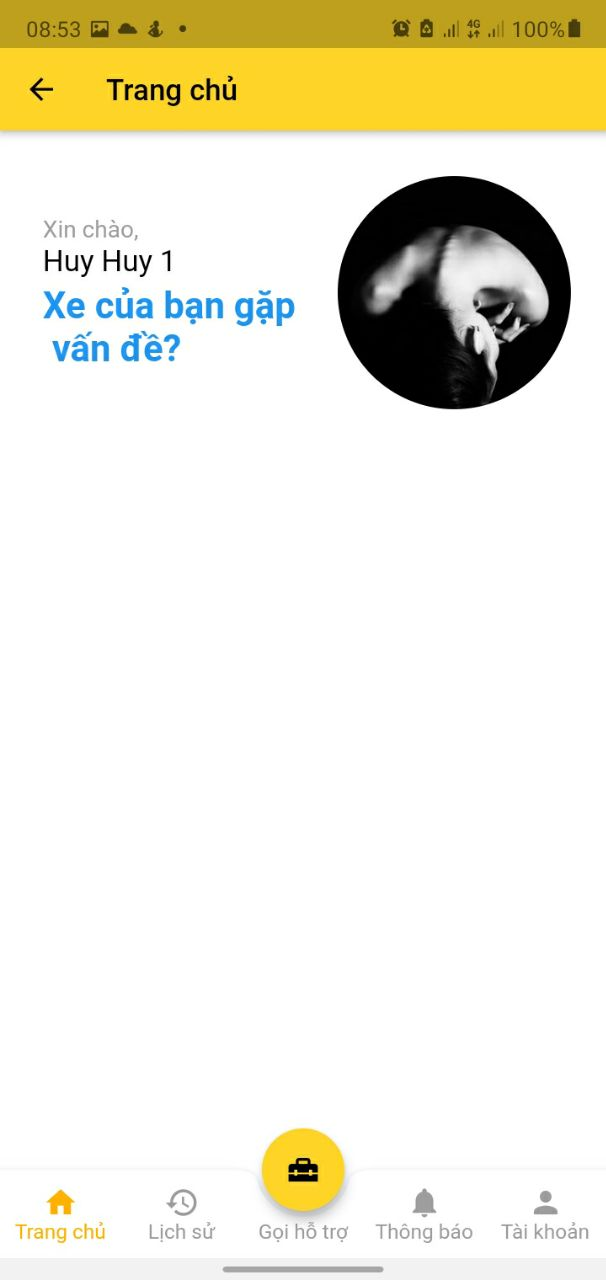 08:53 4G 100%
Trang chủ
Xin chào,
Huy Huy 1
Xe của bạn gặp
vấn đề?
Trang chủ Lịch sử Gọi hỗ trợ Thông báo Tài khoản